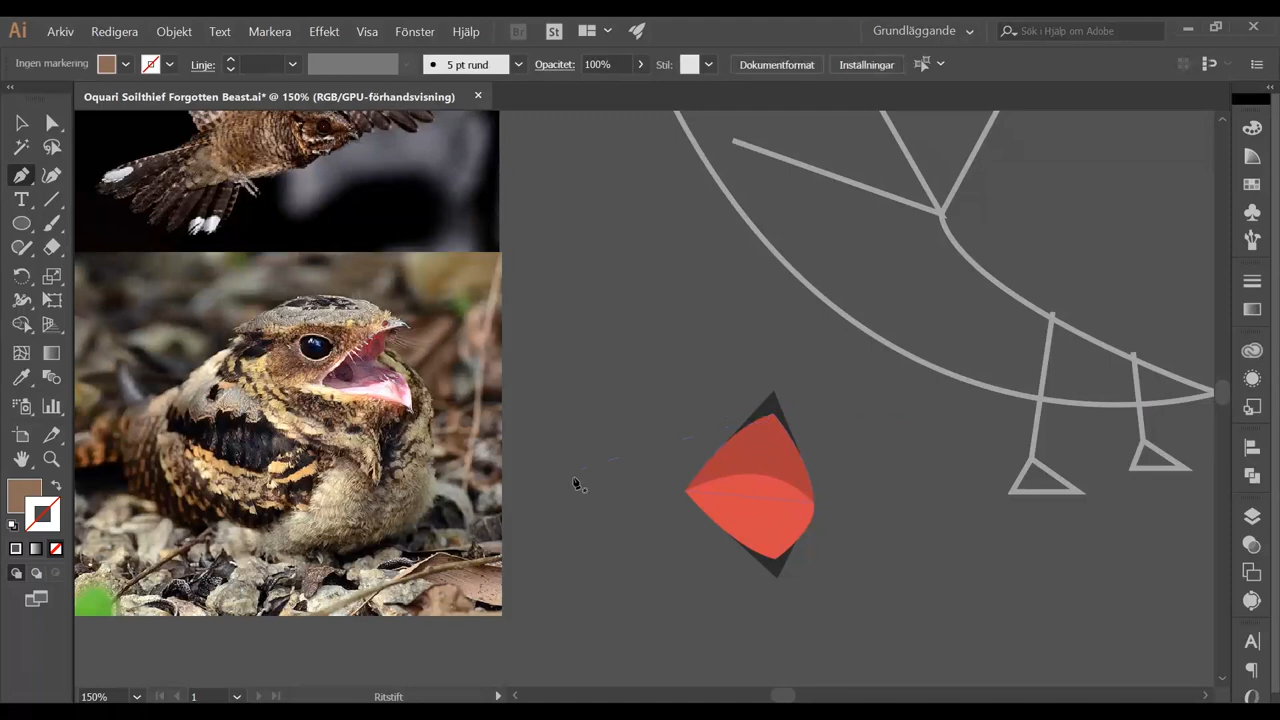 Ai Arkiv Redigera Objekt Text Markera Effekt Visa Fönster Hjälp Br St Grundläggande Sök i Hjälp om Adobe
Ingen markering Linje: 5 pt rund Opacitet: 100% Stil: Dokumentformat Inställningar
Oquari Soilthief Forgotten Beast.ai* @ 150% (RGB/GPU-förhandsvisning)
150% 1 Ritstift